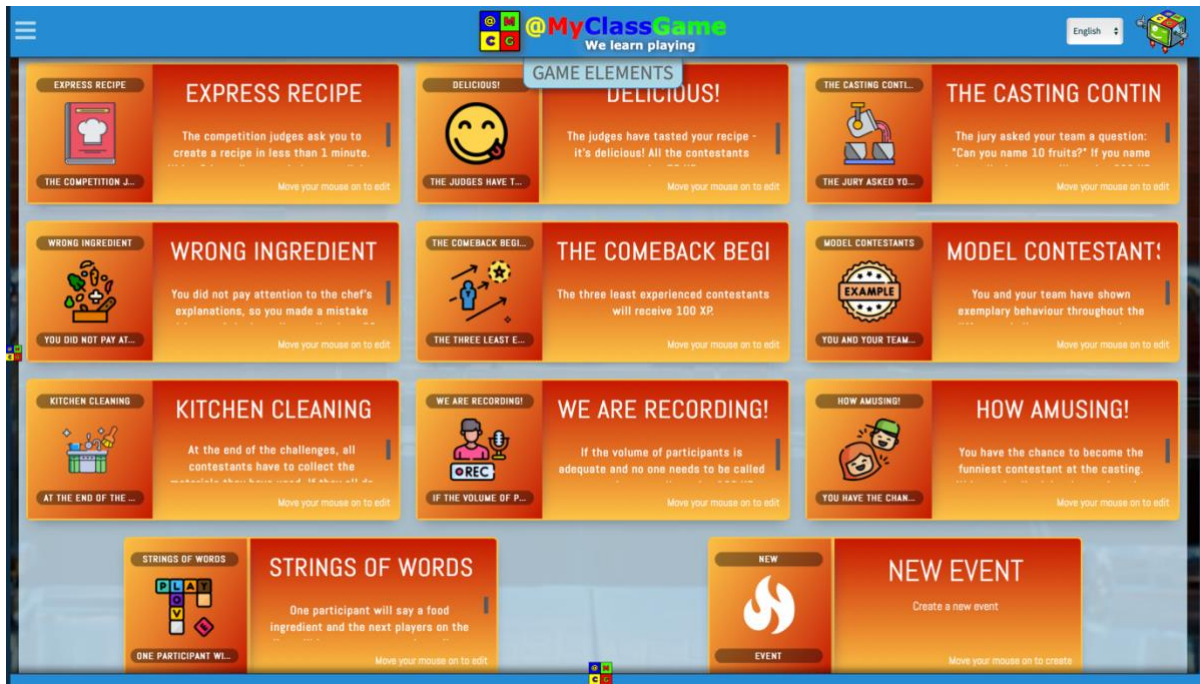 @MyClassGame
We learn playing
English
GAME ELEMENTS
EXPRESS RECIPE
THE COMPETITION J...
EXPRESS RECIPE
The competition judges ask you to
create a recipe in less than 1 minute.
Move your mouse on to edit
DELICIOUS!
THE JUDGES HAVE T...
DELICIOUS!
The judges have tasted your recipe -
it's delicious! All the contestants
Move your mouse on to edit
THE CASTING CONTI...
THE JURY ASKED YO...
THE CASTING CONTIN
The jury asked your team a question:
"Can you name 10 fruits?" If you name
Move your mouse on to edit
WRONG INGREDIENT
YOU DID NOT PAY AT...
WRONG INGREDIENT
You did not pay attention to the chef's
explanations, so you made a mistake
Move your mouse on to edit
THE COMEBACK BEGI...
THE THREE LEAST E...
THE COMEBACK BEGI
The three least experienced contestants
will receive 100 XP.
Move your mouse on to edit
MODEL CONTESTANTS
EXAMPLE
YOU AND YOUR TEAM...
MODEL CONTESTANTS
You and your team have shown
exemplary behaviour throughout the
Move your mouse on to edit
KITCHEN CLEANING
AT THE END OF THE ...
KITCHEN CLEANING
At the end of the challenges, all
contestants have to collect the
Move your mouse on to edit
WE ARE RECORDING!
REC
IF THE VOLUME OF P...
WE ARE RECORDING!
If the volume of participants is
adequate and no one needs to be called
Move your mouse on to edit
HOW AMUSING!
YOU HAVE THE CHAN...
HOW AMUSING!
You have the chance to become the
funniest contestant at the casting.
Move your mouse on to edit
STRINGS OF WORDS
PLAY
ONE PARTICIPANT WI...
STRINGS OF WORDS
One participant will say a food
ingredient and the next players on the
Move your mouse on to edit
NEW
EVENT
NEW EVENT
Create a new event
Move your mouse on to create